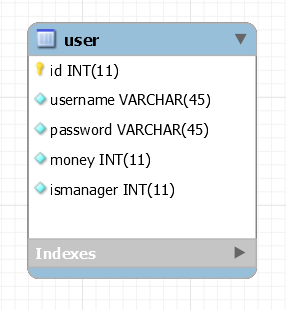 user
id INT(11)
username VARCHAR(45)
password VARCHAR(45)
money INT(11)
ismanager INT(11)
Indexes